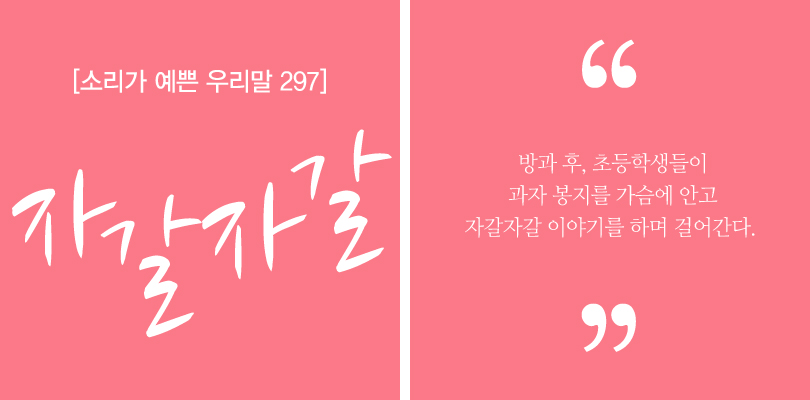 [소리가 예쁜 우리말 297]
자갈자갈
“
방과 후, 초등학생들이
과자 봉지를 가슴에 안고
자갈자갈 이야기를 하며 걸어간다.
”